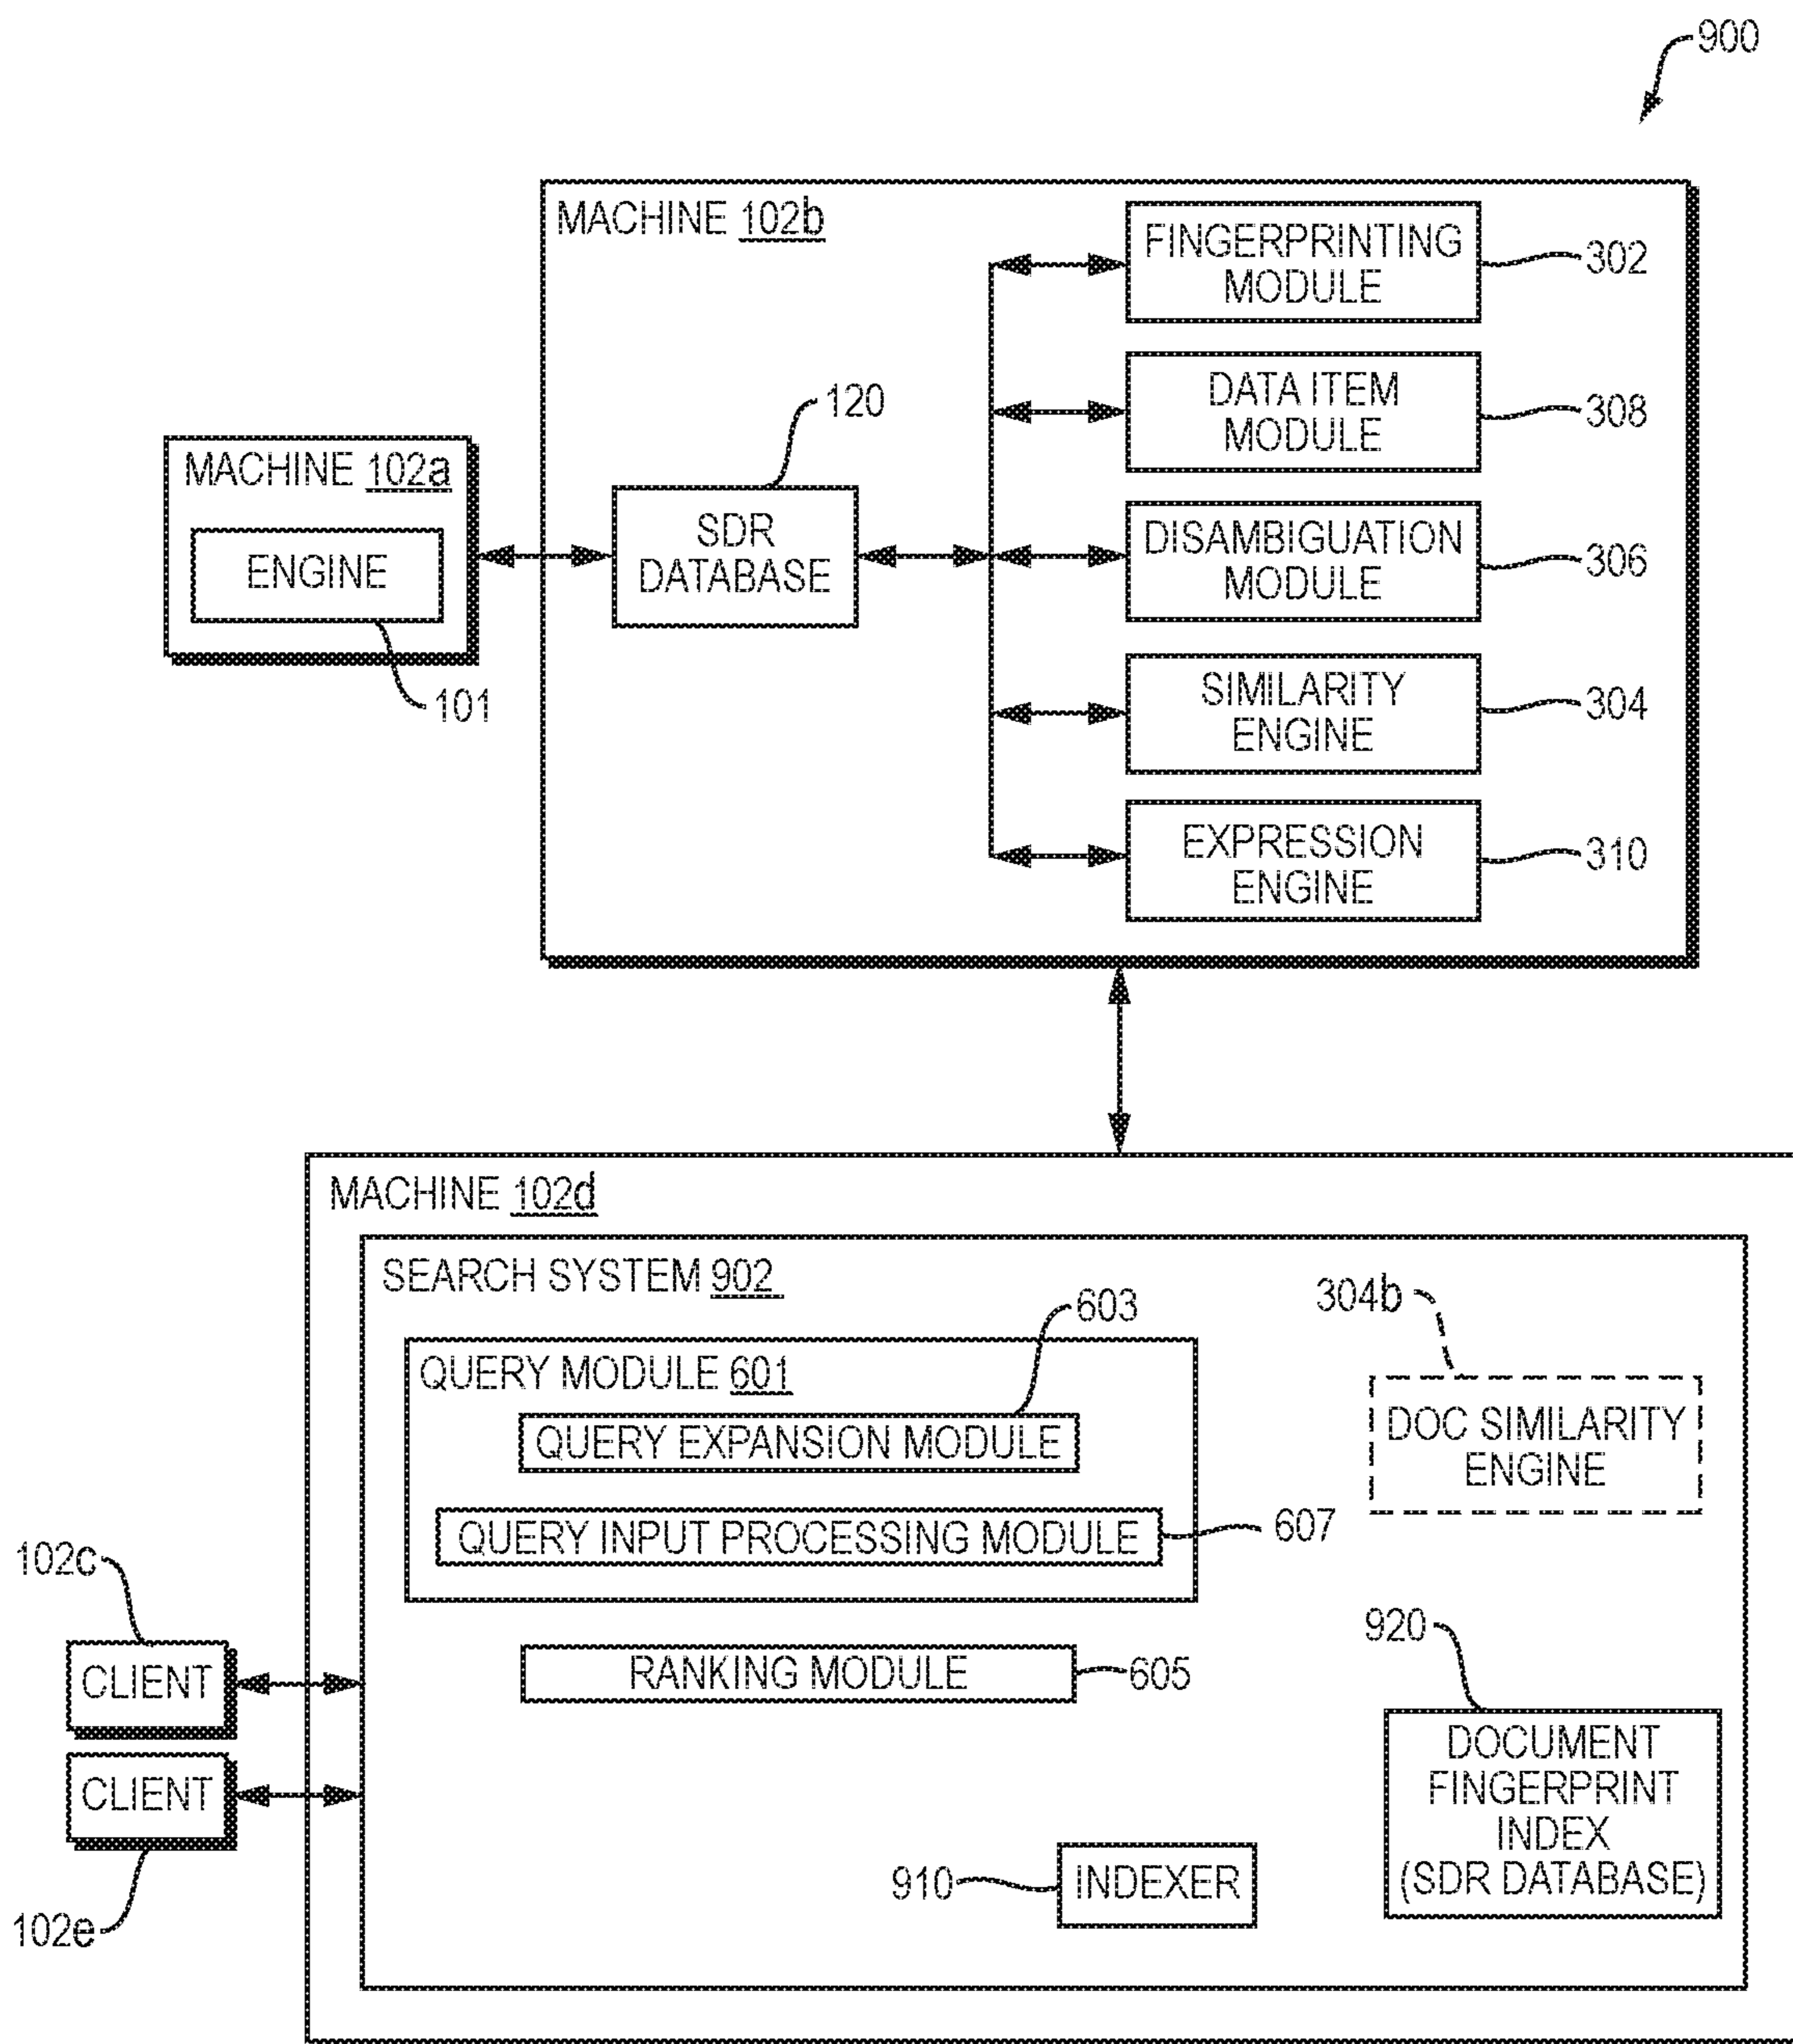 900
MACHINE 102b
FINGERPRINTING
MODULE
302
DATA ITEM
MODULE
308
120
MACHINE 102a
ENGINE
101
SDR
DATABASE
DISAMBIGUATION
MODULE
306
SIMILARITY
ENGINE
304
EXPRESSION
ENGINE
310
MACHINE 102d
SEARCH SYSTEM 902
603
304b
QUERY MODULE 601
QUERY EXPANSION MODULE
DOC SIMILARITY
ENGINE
QUERY INPUT PROCESSING MODULE
607
102c
CLIENT
RANKING MODULE
605
920
CLIENT
102e
DOCUMENT
FINGERPRINT
INDEX
(SDR DATABASE)
910
INDEXER